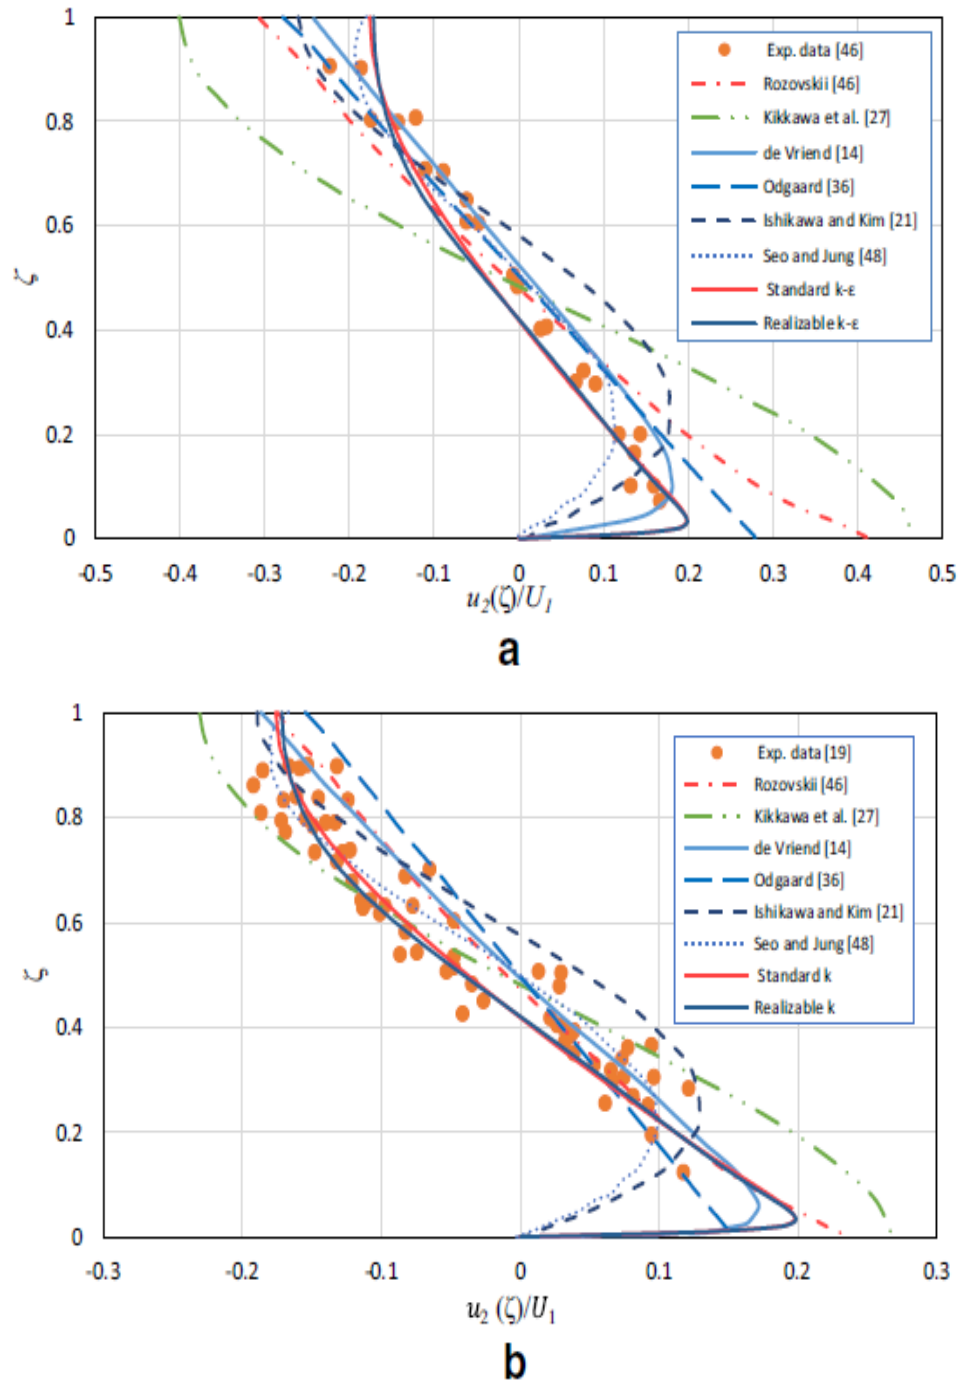 1
0.8
0.6
0.4
0.2
0
ζ
-0.5 -0.4 -0.3 -0.2 -0.1 0 0.1 0.2 0.3 0.4 0.5
u2(ζ)/U1
Exp. data [46]
Rozovskii [46]
Kikkawa et al. [27]
de Vriend [14]
Odgaard [36]
Ishikawa and Kim [21]
Seo and Jung [48]
Standard k-ε
Realizable k-ε
a
1
0.8
0.6
0.4
0.2
0
ζ
-0.3 -0.2 -0.1 0 0.1 0.2 0.3
u2 (ζ)/U1
Exp. data [19]
Rozovskii [46]
Kikkawa et al. [27]
de Vriend [14]
Odgaard [36]
Ishikawa and Kim [21]
Seo and Jung [48]
Standard k
Realizable k
b